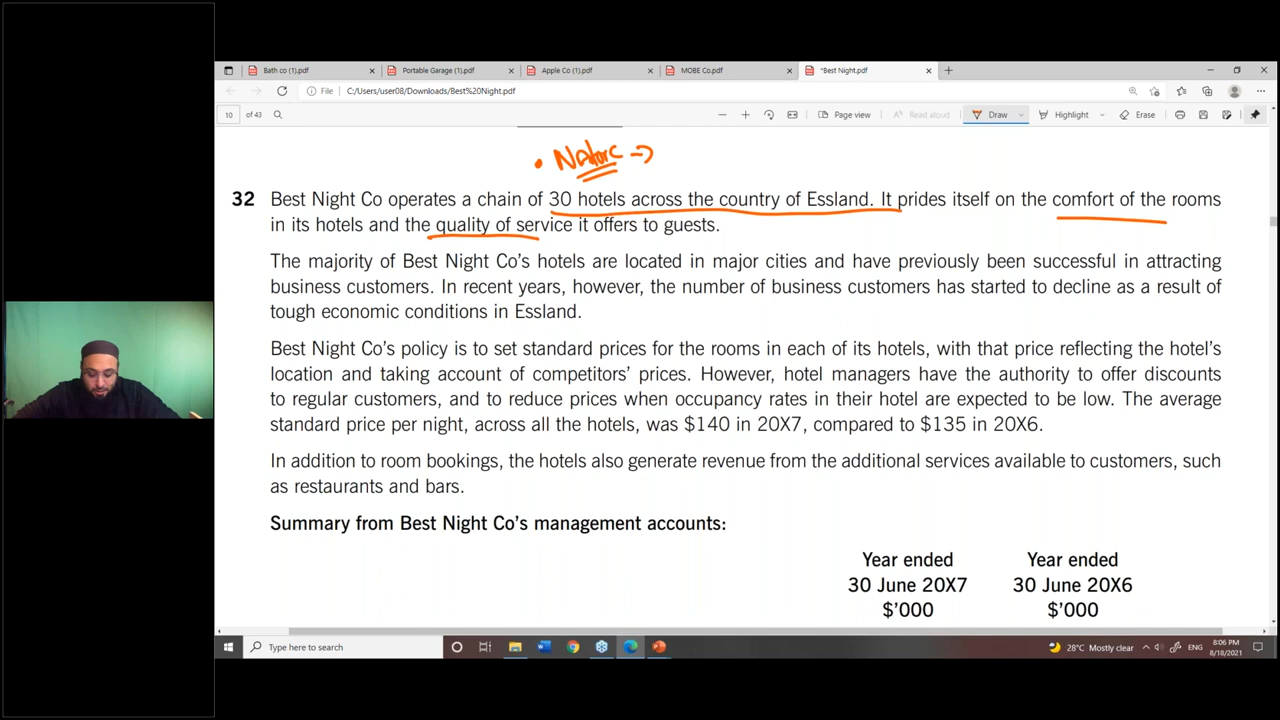 Bath co (1).pdf
Portable Garage (1).pdf
Apple Co (1).pdf
MOBE Co.pdf
*Best Night.pdf
File
C:/Users/user08/Downloads/Best%20Night.pdf
10 of 43
Page view
Read aloud
Draw
Highlight
Erase
32 Best Night Co operates a chain of 30 hotels across the country of Essland. It prides itself on the comfort of the rooms
in its hotels and the quality of service it offers to guests.
The majority of Best Night Co's hotels are located in major cities and have previously been successful in attracting
business customers. In recent years, however, the number of business customers has started to decline as a result of
tough economic conditions in Essland.
Best Night Co's policy is to set standard prices for the rooms in each of its hotels, with that price reflecting the hotel's
location and taking account of competitors' prices. However, hotel managers have the authority to offer discounts
to regular customers, and to reduce prices when occupancy rates in their hotel are expected to be low. The average
standard price per night, across all the hotels, was $140 in 20X7, compared to $135 in 20X6.
In addition to room bookings, the hotels also generate revenue from the additional services available to customers, such
as restaurants and bars.
Summary from Best Night Co's management accounts:
Year ended Year ended
30 June 20X7 30 June 20X6
$'000 $'000
Type here to search
28°C Mostly clear
ENG
8:06 PM
8/18/2021